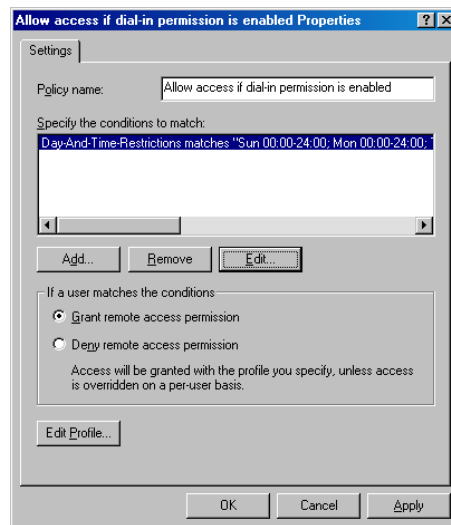 Allow access if dial-in permission is enabled Properties
Settings
Policy name: Allow access if dial-in permission is enabled
Specify the conditions to match:
Day-And-Time-Restrictions matches "Sun 00:00-24:00; Mon 00:00-24:00;
Add... Remove Edit...
If a user matches the conditions
Grant remote access permission
Deny remote access permission
Access will be granted with the profile you specify, unless access
is overridden on a per-user basis.
Edit Profile...
OK Cancel Apply